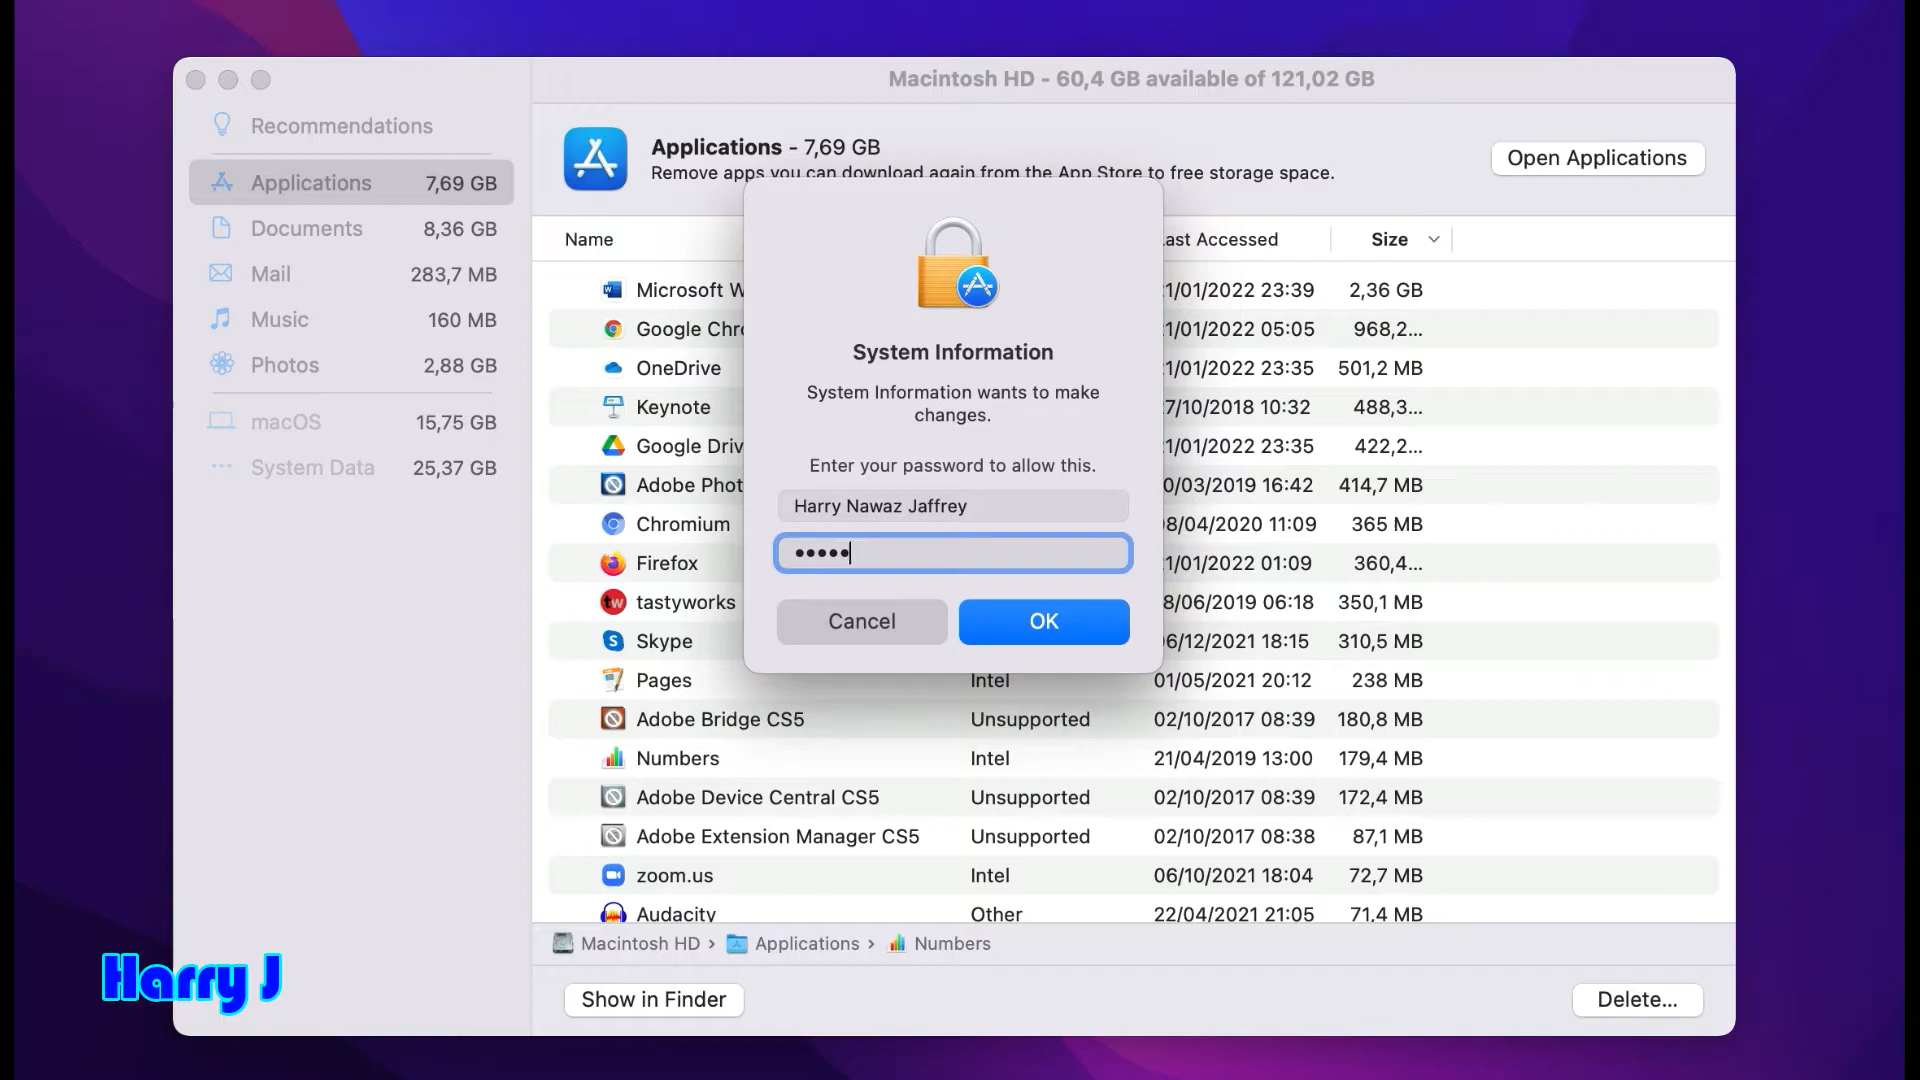 Macintosh HD - 60,4 GB available of 121,02 GB
Recommendations
Applications 7,69 GB
Documents 8,36 GB
Mail 283,7 MB
Music 160 MB
Photos 2,88 GB
macOS 15,75 GB
System Data 25,37 GB
Applications - 7,69 GB
Remove apps you can download again from the App Store to free storage space.
Open Applications
Name Last Accessed Size
Microsoft 1/01/2022 23:39 2,36 GB
Google 1/01/2022 05:05 968,2...
OneDrive 1/01/2022 23:35 501,2 MB
Keynote 7/10/2018 10:32 488,3...
Google 1/01/2022 23:35 422,2...
Adobe 0/03/2019 16:42 414,7 MB
Chromium 8/04/2020 11:09 365 MB
Firefox 1/01/2022 01:09 360,4...
tastyworks 8/06/2019 06:18 350,1 MB
Skype 6/12/2021 18:15 310,5 MB
Pages Intel 01/05/2021 20:12 238 MB
Adobe Bridge CS5 Unsupported 02/10/2017 08:39 180,8 MB
Numbers Intel 21/04/2019 13:00 179,4 MB
Adobe Device Central CS5 Unsupported 02/10/2017 08:39 172,4 MB
Adobe Extension Manager CS5 Unsupported 02/10/2017 08:38 87,1 MB
zoom.us Intel 06/10/2021 18:04 72,7 MB
Audacity Other 22/04/2021 21:05 71,4 MB
System Information
System Information wants to make
changes.
Enter your password to allow this.
Harry Nawaz Jaffrey
•••••
Cancel OK
Macintosh HD › Applications › Numbers
Show in Finder Delete...
Harry J